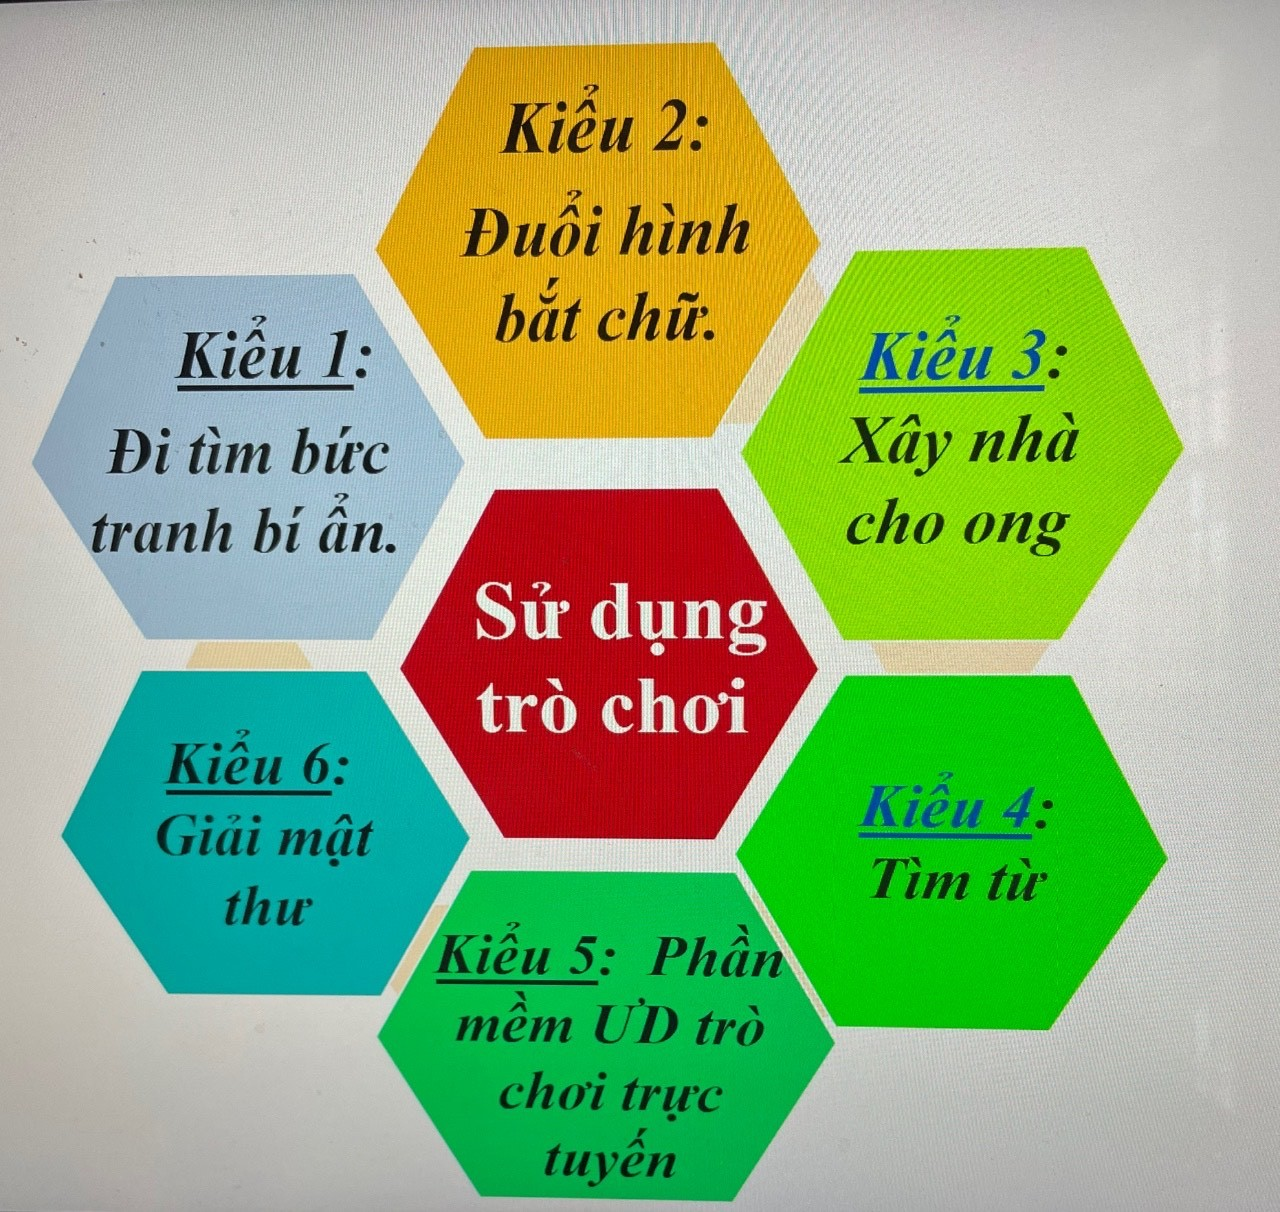 Kiểu 1:
Đi tìm bức
tranh bí ẩn.
Kiểu 2:
Đuổi hình
bắt chữ.
Kiểu 3:
Xây nhà
cho ong
Sử dụng
trò chơi
Kiểu 4:
Tìm từ
Kiểu 5: Phần
mềm ƯD trò
chơi trực
tuyến
Kiểu 6:
Giải mật
thư